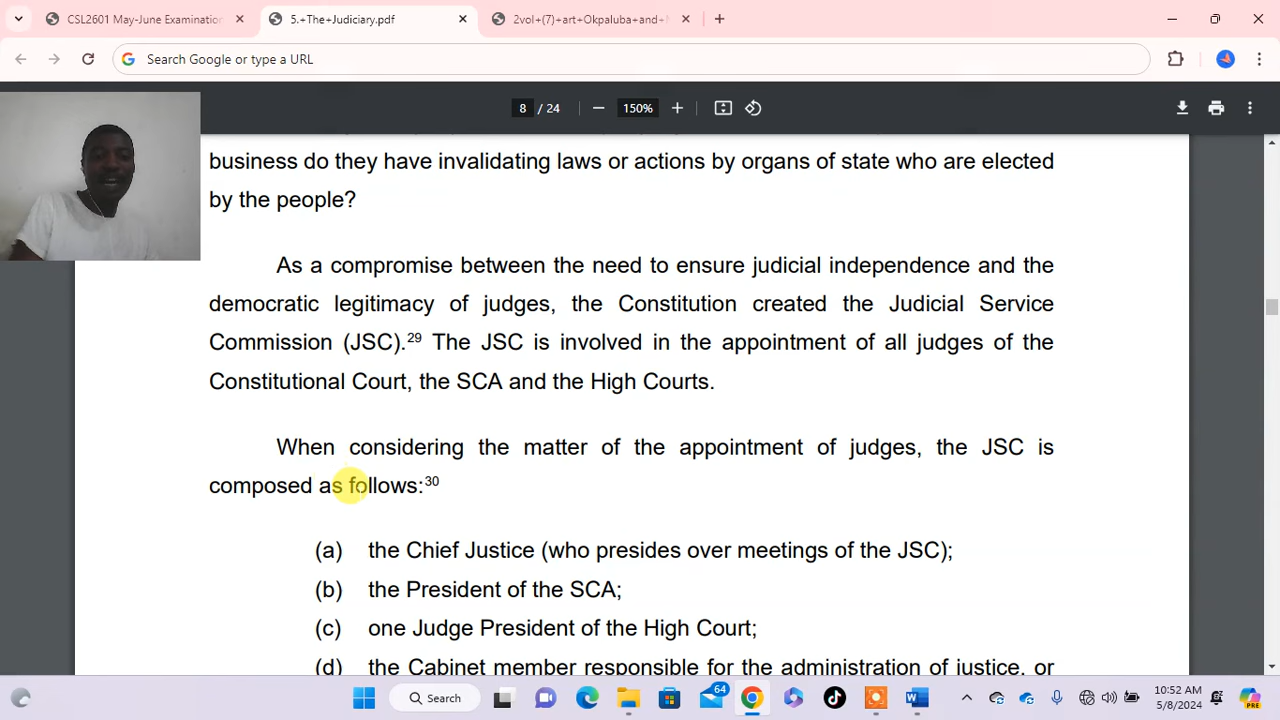 CSL2601 May-June Examination
5.+The+Judiciary.pdf
2vol+(7)+art+Okpaluba+and+
Search Google or type a URL
8 / 24
150%
business do they have invalidating laws or actions by organs of state who are elected
by the people?
As a compromise between the need to ensure judicial independence and the
democratic legitimacy of judges, the Constitution created the Judicial Service
Commission (JSC).29 The JSC is involved in the appointment of all judges of the
Constitutional Court, the SCA and the High Courts.
When considering the matter of the appointment of judges, the JSC is
composed as follows:30
(a) the Chief Justice (who presides over meetings of the JSC);
(b) the President of the SCA;
(c) one Judge President of the High Court;
(d) the Cabinet member responsible for the administration of justice, or
Search
64
10:52 AM
5/8/2024
PRE